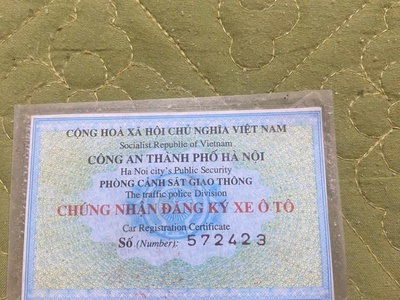 CỘNG HOÀ XÃ HỘI CHỦ NGHĨA VIỆT NAM
Socialist Republic of Vietnam
CÔNG AN THÀNH PHỐ HÀ NỘI
Ha Noi city's Public Security
PHÒNG CẢNH SÁT GIAO THÔNG
The traffic police Division
CHỨNG NHẬN ĐĂNG KÝ XE Ô TÔ
Car Registration Certificate
Số (Number): 572423